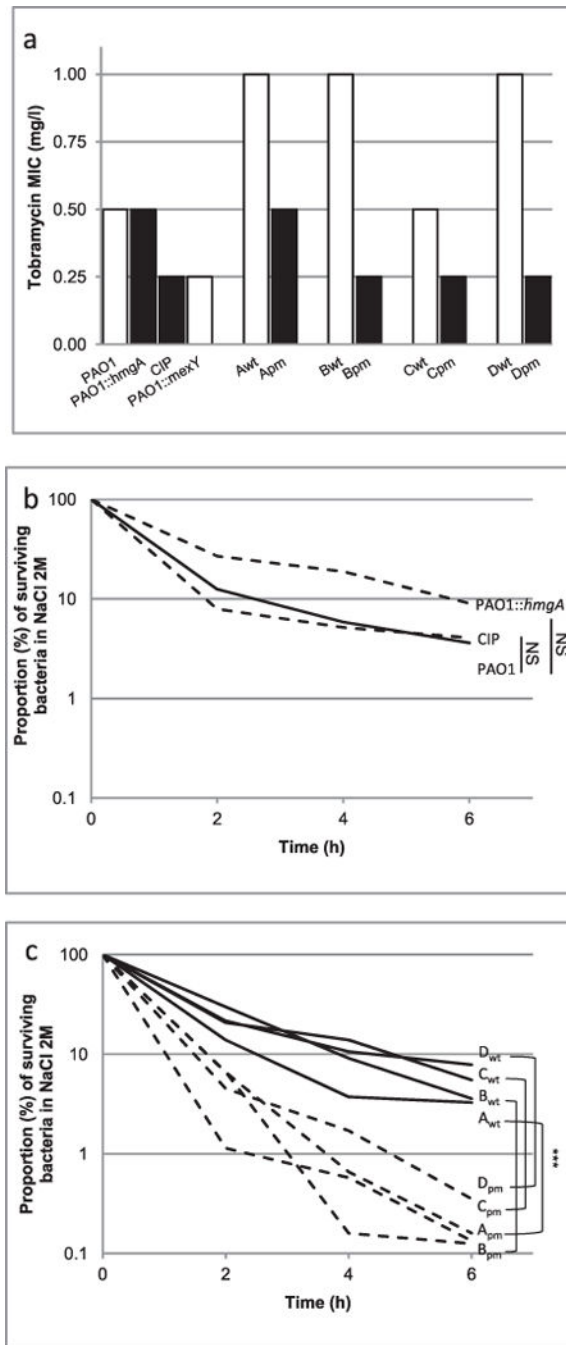 a
Tobramycin MIC (mg/l)
1.00
0.75
0.50
0.25
0.00
PAO1
PAO1::hmgA
CIP
PAO1::mexY
Awt
Apm
Bwt
Bpm
Cwt
Cpm
Dwt
Dpm
b
Proportion (%) of surviving
bacteria in NaCl 2M
100
10
1
0.1
0
2
4
6
Time (h)
PAO1::hmgA
CIP
PAO1
NS
NS
c
Proportion (%) of surviving
bacteria in NaCl 2M
100
10
1
0.1
0
2
4
6
Time (h)
Dwt
Cwt
Bwt
Awt
Dpm
Cpm
Apm
Bpm
***